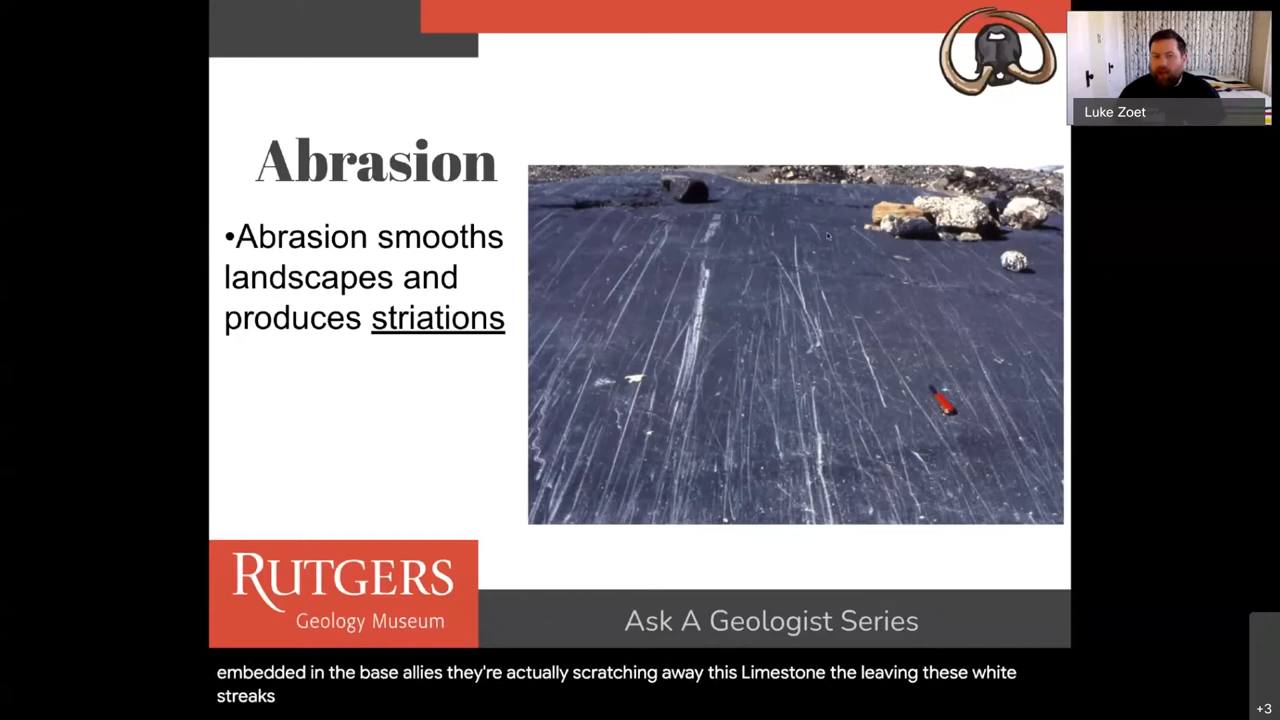 Luke Zoet
Abrasion
•Abrasion smooths
landscapes and
produces striations
RUTGERS
Geology Museum
Ask A Geologist Series
embedded in the base allies they're actually scratching away this Limestone the leaving these white
streaks
+3